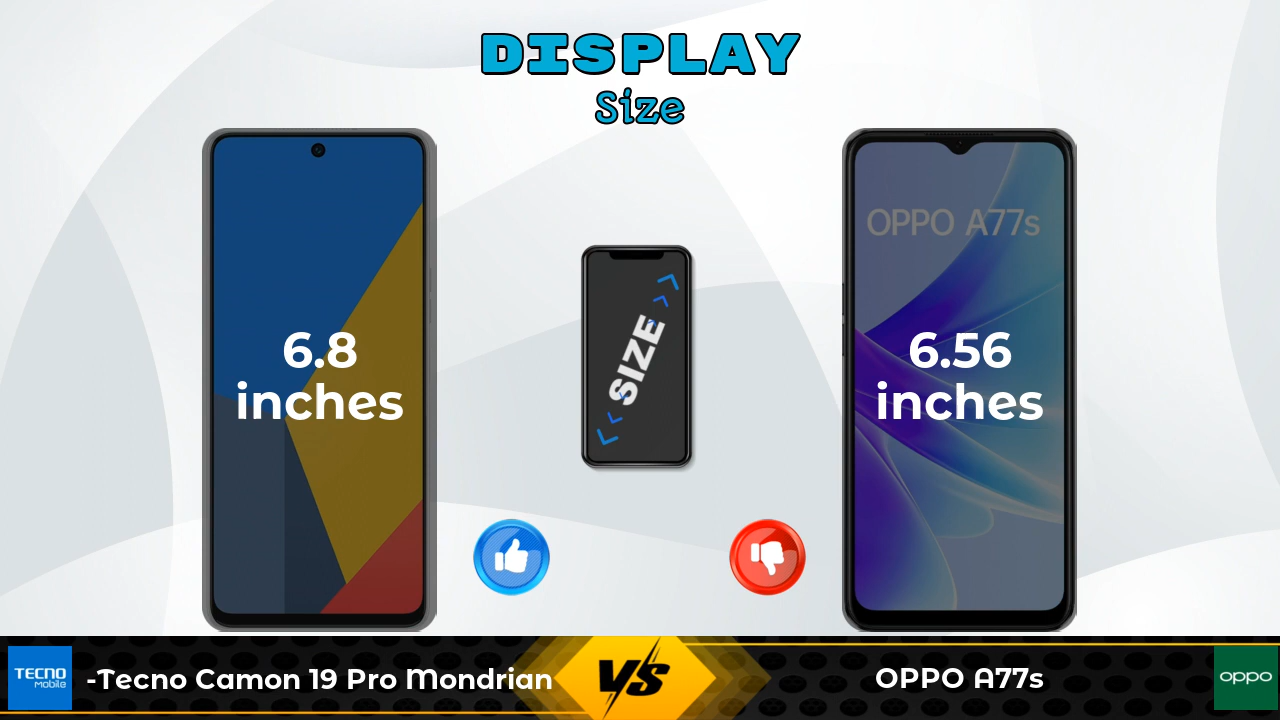 DISPLAY
Size
OPPO A77s
6.8
inches
SIZE
6.56
inches
TECNO
mobile
-Tecno Camon 19 Pro Mondrian
VS
OPPO A77s
oppo